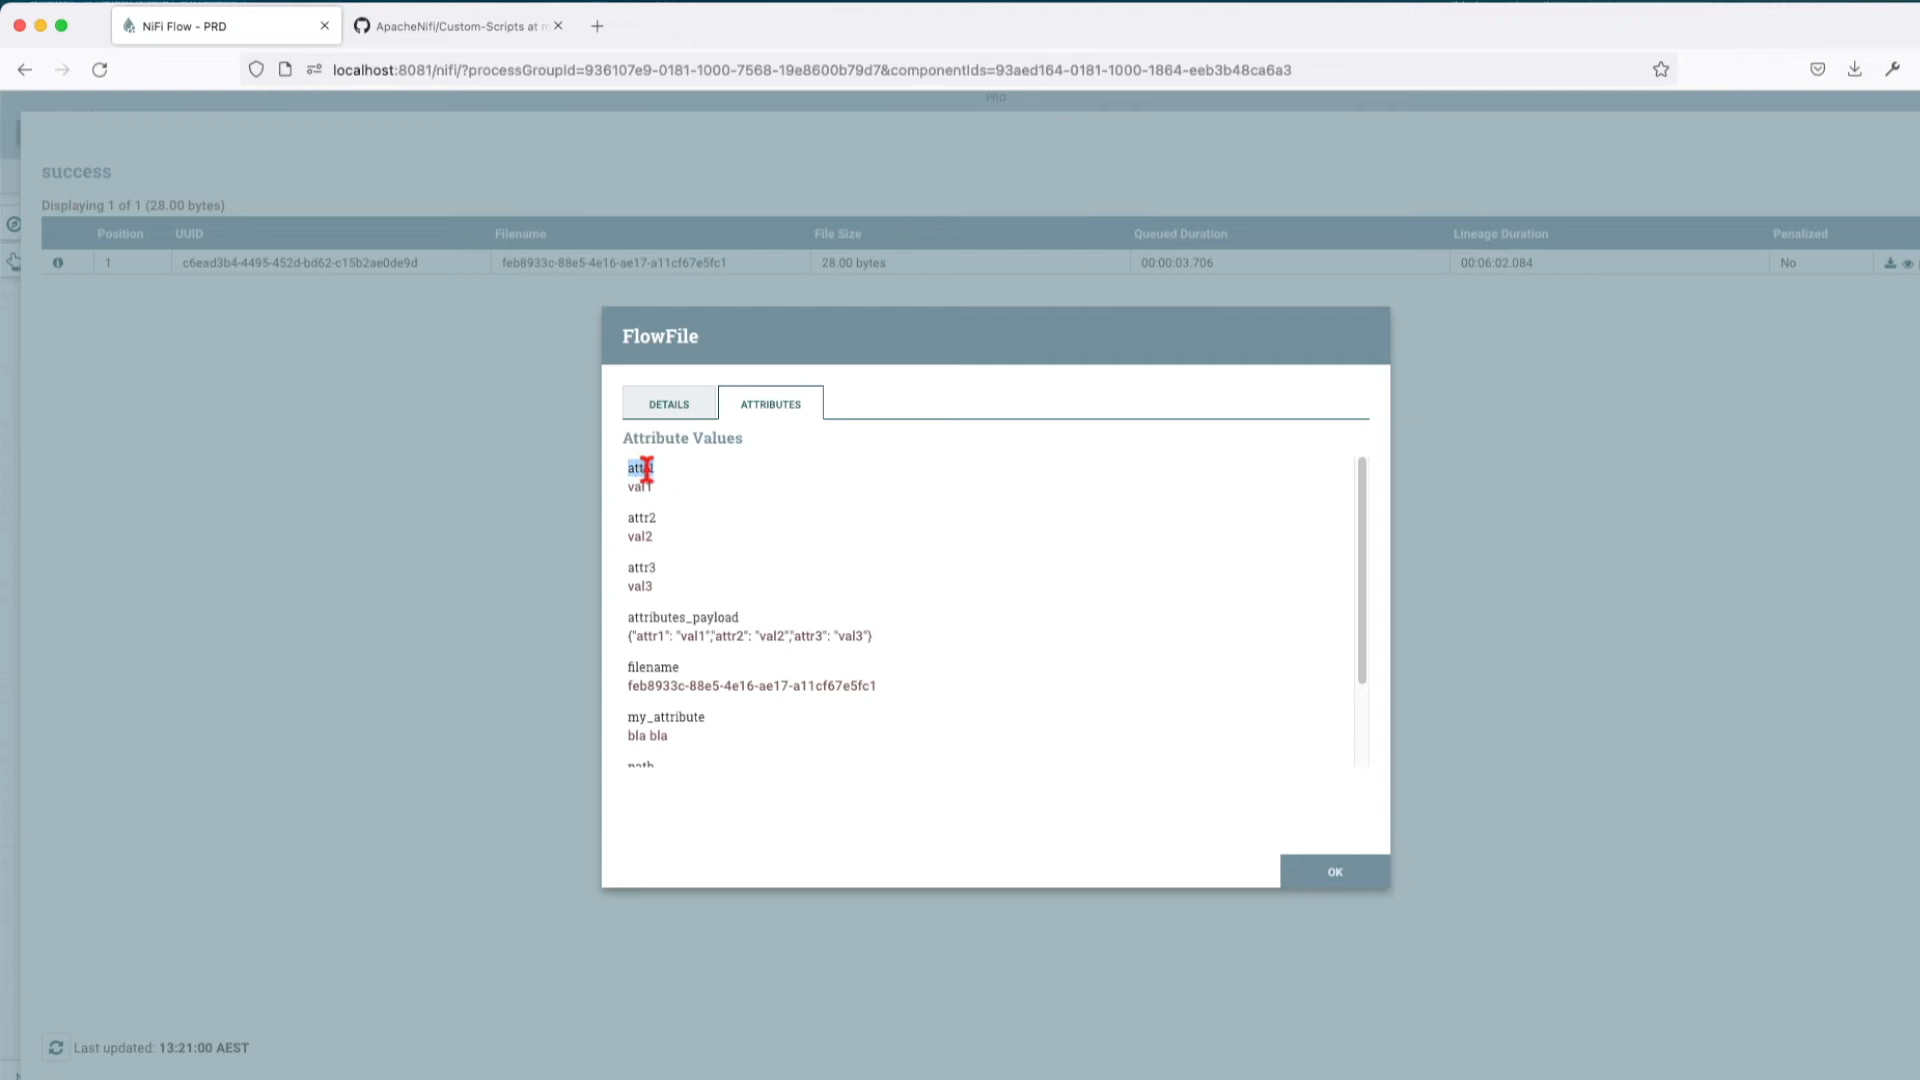 NiFi Flow - PRD
ApacheNifi/Custom-Scripts at
localhost:8081/nifi/?processGroupId=936107e9-0181-1000-7568-19e8600b79d7&componentIds=93aed164-0181-1000-1864-eeb3b48ca6a3
PRD
success
Displaying 1 of 1 (28.00 bytes)
Position UUID Filename File Size Queued Duration Lineage Duration Penalized
1 c6ead3b4-4495-452d-bd62-c15b2ae0de9d feb8933c-88e5-4e16-ae17-a11cf67e5fc1 28.00 bytes 00:00:03.706 00:06:02.084 No
FlowFile
DETAILS ATTRIBUTES
Attribute Values
attr1
val1
attr2
val2
attr3
val3
attributes_payload
{"attr1": "val1","attr2": "val2","attr3": "val3"}
filename
feb8933c-88e5-4e16-ae17-a11cf67e5fc1
my_attribute
bla bla
path
OK
Last updated: 13:21:00 AEST